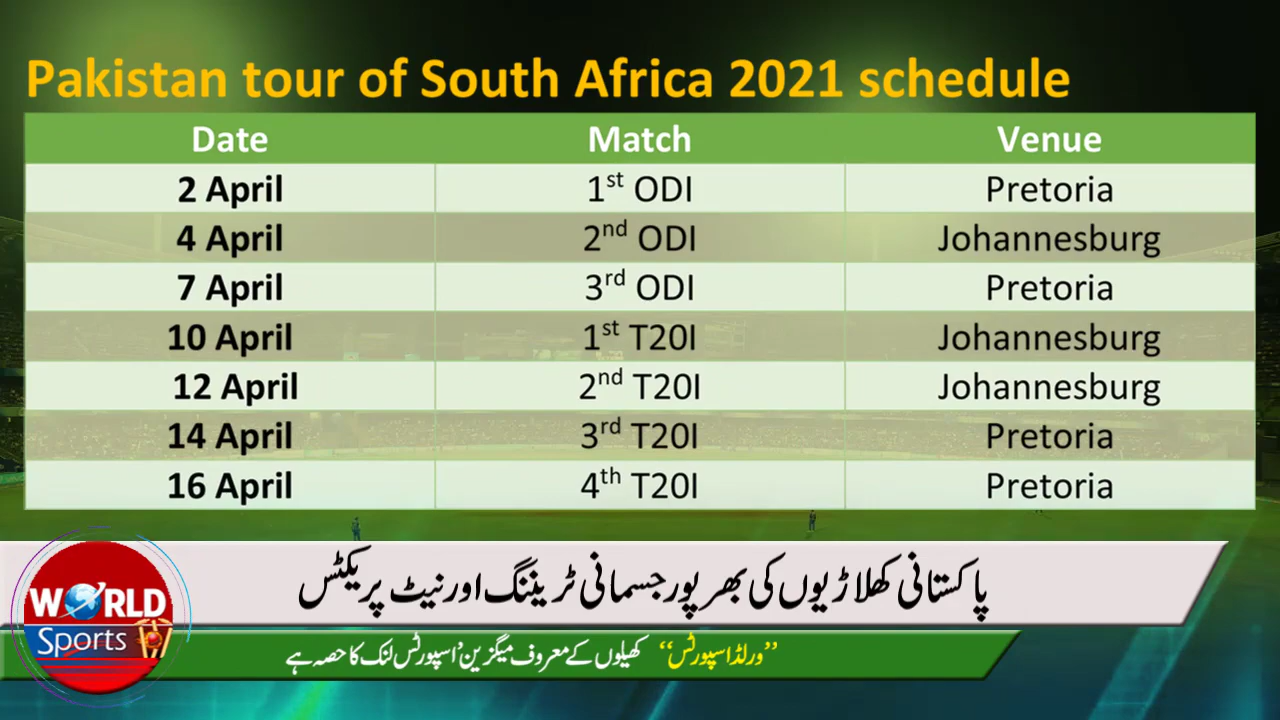 Pakistan tour of South Africa 2021 schedule
Date Match Venue
2 April 1st ODI Pretoria
4 April 2nd ODI Johannesburg
7 April 3rd ODI Pretoria
10 April 1st T20I Johannesburg
12 April 2nd T20I Johannesburg
14 April 3rd T20I Pretoria
16 April 4th T20I Pretoria
پاکستانی کھلاڑیوں کی بھرپور جسمانی ٹریننگ اور نیٹ پریکٹس
WORLD
Sports
”ورلڈ اسپورٹس“ کھیلوں کے معروف میگزین ’اسپورٹس لنک کا حصہ ہے